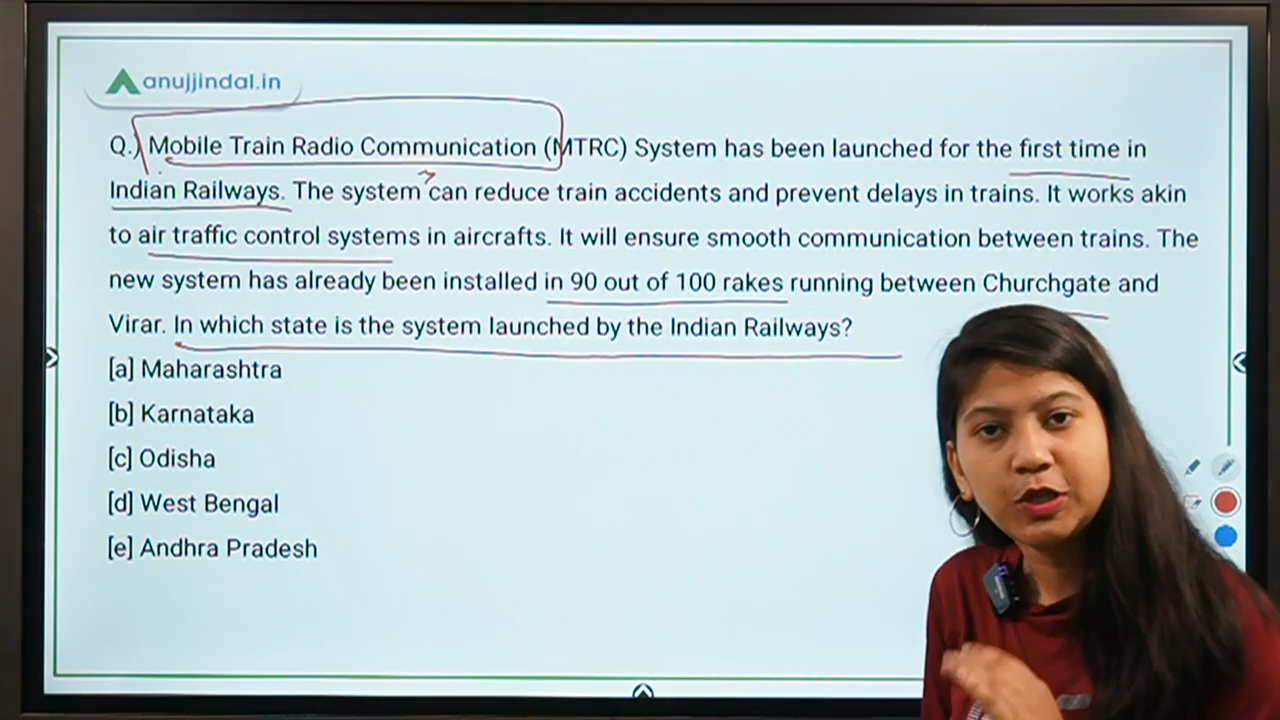 anujjindal.in
Q.) Mobile Train Radio Communication (MTRC) System has been launched for the first time in
Indian Railways. The system can reduce train accidents and prevent delays in trains. It works akin
to air traffic control systems in aircrafts. It will ensure smooth communication between trains. The
new system has already been installed in 90 out of 100 rakes running between Churchgate and
Virar. In which state is the system launched by the Indian Railways?
[a] Maharashtra
[b] Karnataka
[c] Odisha
[d] West Bengal
[e] Andhra Pradesh